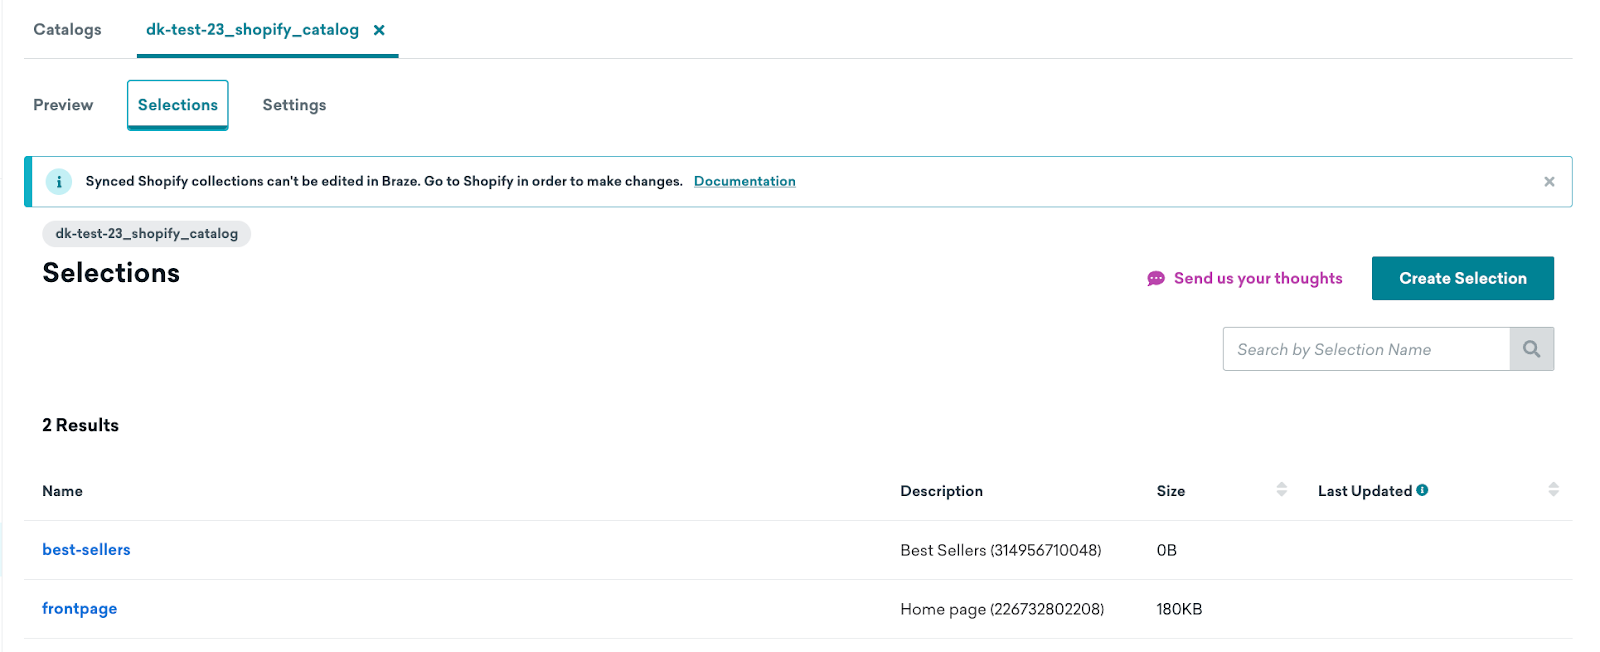 Catalogs dk-test-23_shopify_catalog
Preview Selections Settings
Synced Shopify collections can't be edited in Braze. Go to Shopify in order to make changes. Documentation
dk-test-23_shopify_catalog
Selections
Send us your thoughts Create Selection
Search by Selection Name
2 Results
Name Description Size Last Updated
best-sellers Best Sellers (314956710048) 0B
frontpage Home page (226732802208) 180KB